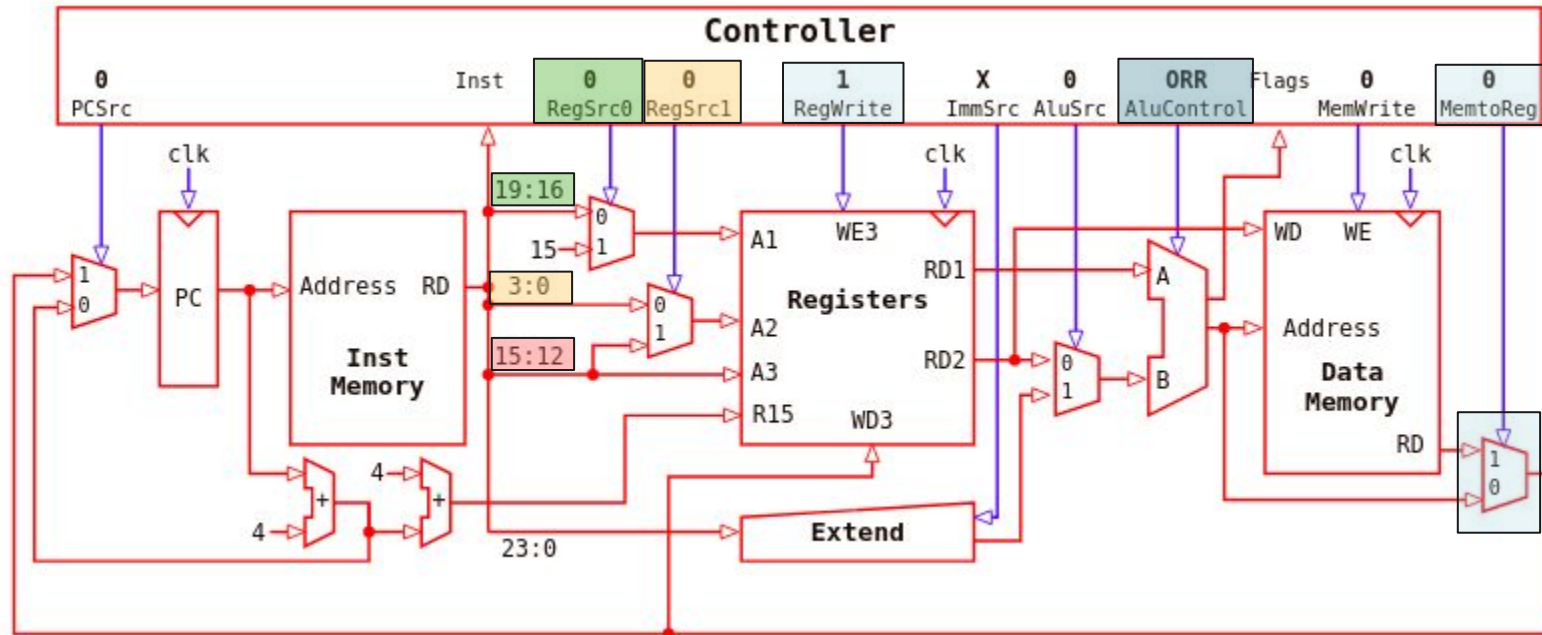 Controller
0 Inst 0 0 1 X 0 ORR Flags 0 0
PCSrc RegSrc0 RegSrc1 RegWrite ImmSrc AluSrc AluControl MemWrite MemtoReg
clk clk clk
19:16
0
15 1
A1 WE3 WD WE
1
0
PC
Address RD
3:0
0
1
RD1 A
Registers
A2 Address
Inst
Memory
15:12
A3 RD2
0
1
B
Data
Memory
R15 WD3
RD
1
0
4 + 4 +
4
23:0
Extend